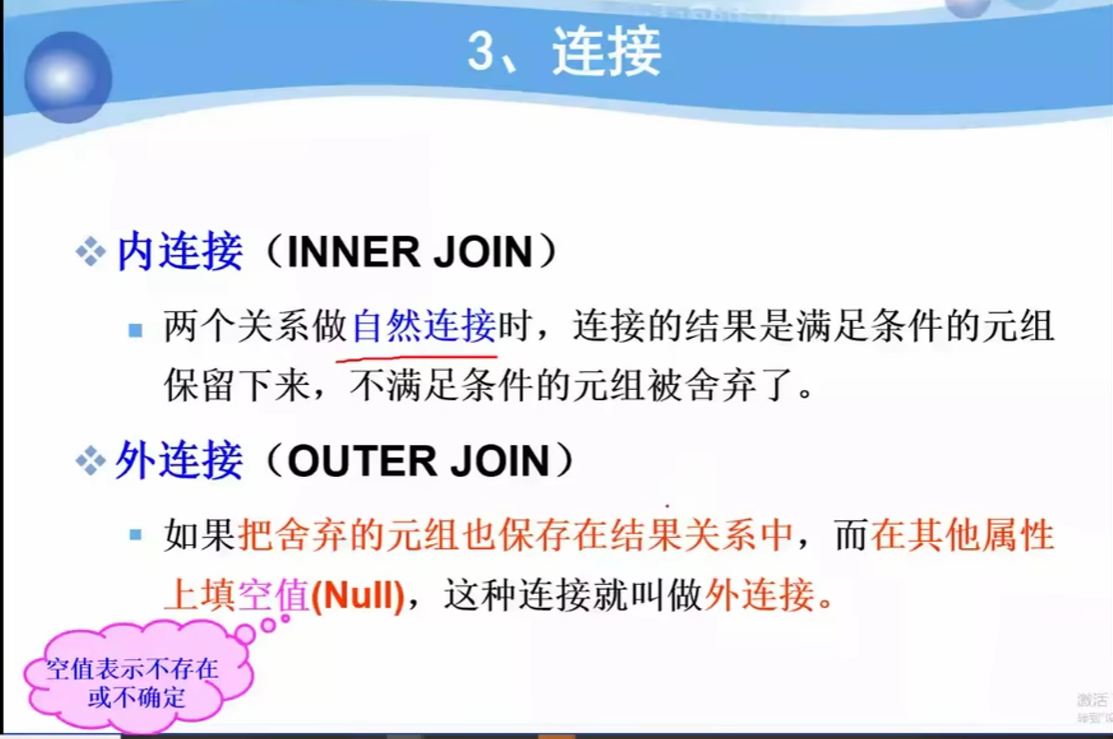 3、连接
内连接（INNER JOIN）
两个关系做自然连接时，连接的结果是满足条件的元组
保留下来，不满足条件的元组被舍弃了。
外连接（OUTER JOIN）
如果把舍弃的元组也保存在结果关系中，而在其他属性
上填空值(Null)，这种连接就叫做外连接。
空值表示不存在
或不确定
激活